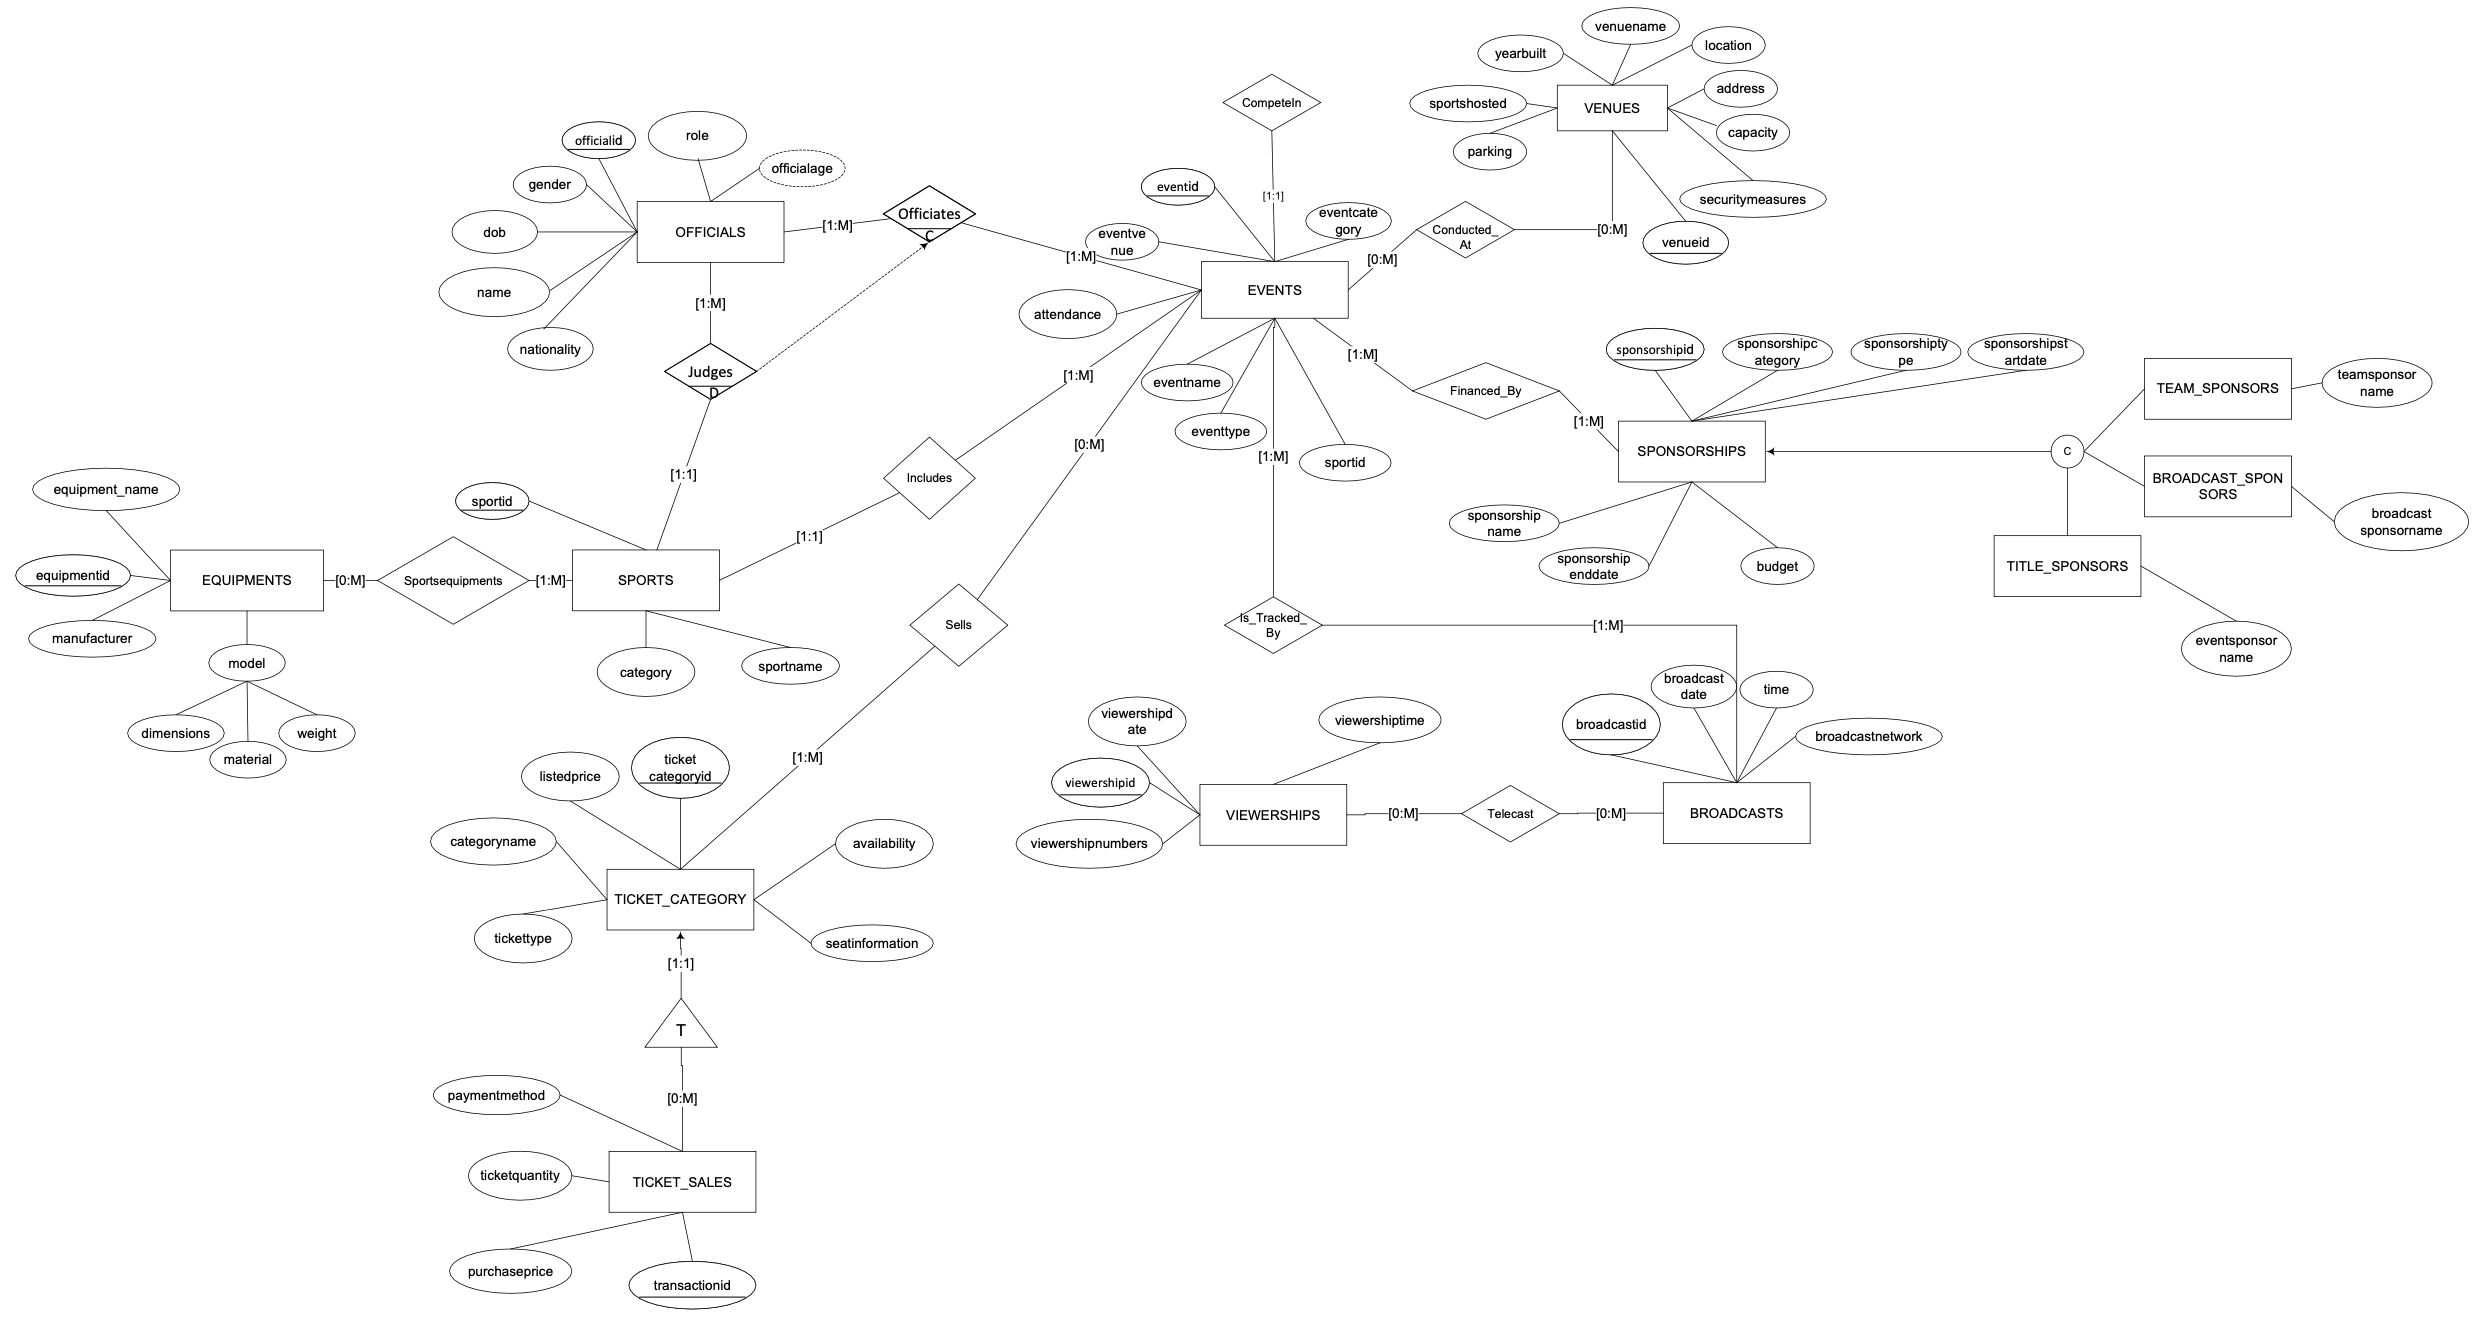 venuename
yearbuilt
location
sportshosted
VENUES
address
capacity
parking
securitymeasures
venueid
CompeteIn
[1:1]
officialid
role
officialage
gender
dob
OFFICIALS
name
nationality
[1:M]
Officiates
C
[1:M]
eventid
eventve
nue
eventcate
gory
EVENTS
attendance
eventname
eventtype
sportid
[0:M]
Conducted_
At
[0:M]
[1:M]
Judges
D
[1:1]
[1:M]
Financed_By
[1:M]
sponsorshipid
sponsorshipc
ategory
sponsorshipty
pe
sponsorshipst
artdate
SPONSORSHIPS
sponsorship
name
sponsorship
enddate
budget
C
TEAM_SPONSORS
teamsponsor
name
BROADCAST_SPON
SORS
broadcast
sponsorname
TITLE_SPONSORS
eventsponsor
name
[1:M]
Includes
[1:1]
[0:M]
Sells
[1:M]
[1:M]
Is_Tracked_
By
[1:M]
equipment_name
equipmentid
EQUIPMENTS
manufacturer
model
dimensions
material
weight
[0:M]
Sportsequipments
[1:M]
sportid
SPORTS
category
sportname
viewershipd
ate
viewershiptime
viewershipid
VIEWERSHIPS
viewershipnumbers
[0:M]
Telecast
[0:M]
broadcast
date
time
broadcastid
broadcastnetwork
BROADCASTS
listedprice
ticket
categoryid
categoryname
availability
TICKET_CATEGORY
tickettype
seatinformation
[1:1]
T
[0:M]
paymentmethod
ticketquantity
TICKET_SALES
purchaseprice
transactionid